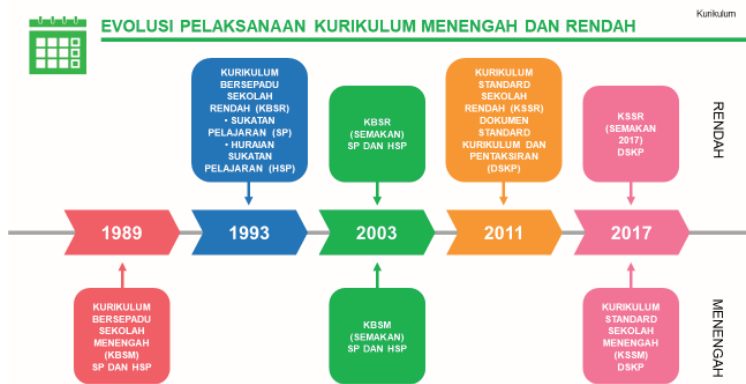 Kurikulum
EVOLUSI PELAKSANAAN KURIKULUM MENENGAH DAN RENDAH
KURIKULUM
BERSEPADU
SEKOLAH
RENDAH (KBSR)
• SUKATAN
PELAJARAN (SP)
• HURAIAN
SUKATAN
PELAJARAN (HSP)
KBSR
(SEMAKAN)
SP DAN HSP
KURIKULUM
STANDARD
SEKOLAH
RENDAH (KSSR)
DOKUMEN
STANDARD
KURIKULUM DAN
PENTAKSIRAN
(DSKP)
KSSR
(SEMAKAN
2017)
DSKP
RENDAH
1989
1993
2003
2011
2017
KURIKULUM
BERSEPADU
SEKOLAH
MENENGAH
(KBSM)
SP DAN HSP
KBSM
(SEMAKAN)
SP DAN HSP
KURIKULUM
STANDARD
SEKOLAH
MENENGAH
(KSSM)
DSKP
MENENGAH